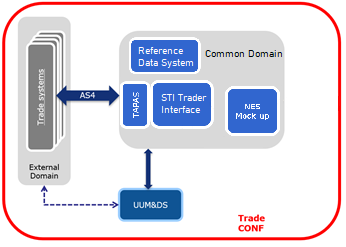 Reference
Data System
Common Domain
Trade systems
AS4
TAPAS
STI Trader
Interface
NES
Mock up
External
Domain
UUM&DS
Trade
CONF